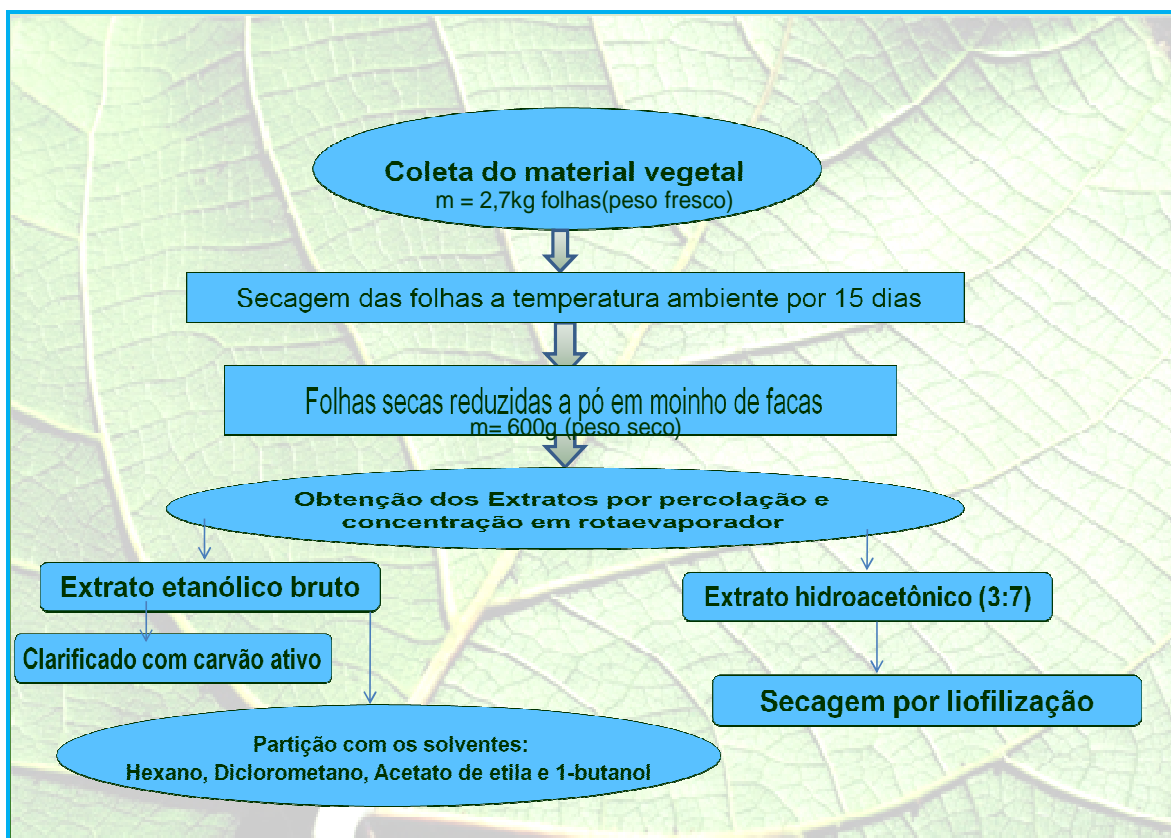 Coleta do material vegetal
m = 2,7kg folhas(peso fresco)
Secagem das folhas a temperatura ambiente por 15 dias
Folhas secas reduzidas a pó em moinho de facas
m= 600g (peso seco)
Obtenção dos Extratos por percolação e
concentração em rotaevaporador
Extrato etanólico bruto
Clarificado com carvão ativo
Partição com os solventes:
Hexano, Diclorometano, Acetato de etila e 1-butanol
Extrato hidroacetônico (3:7)
Secagem por liofilização